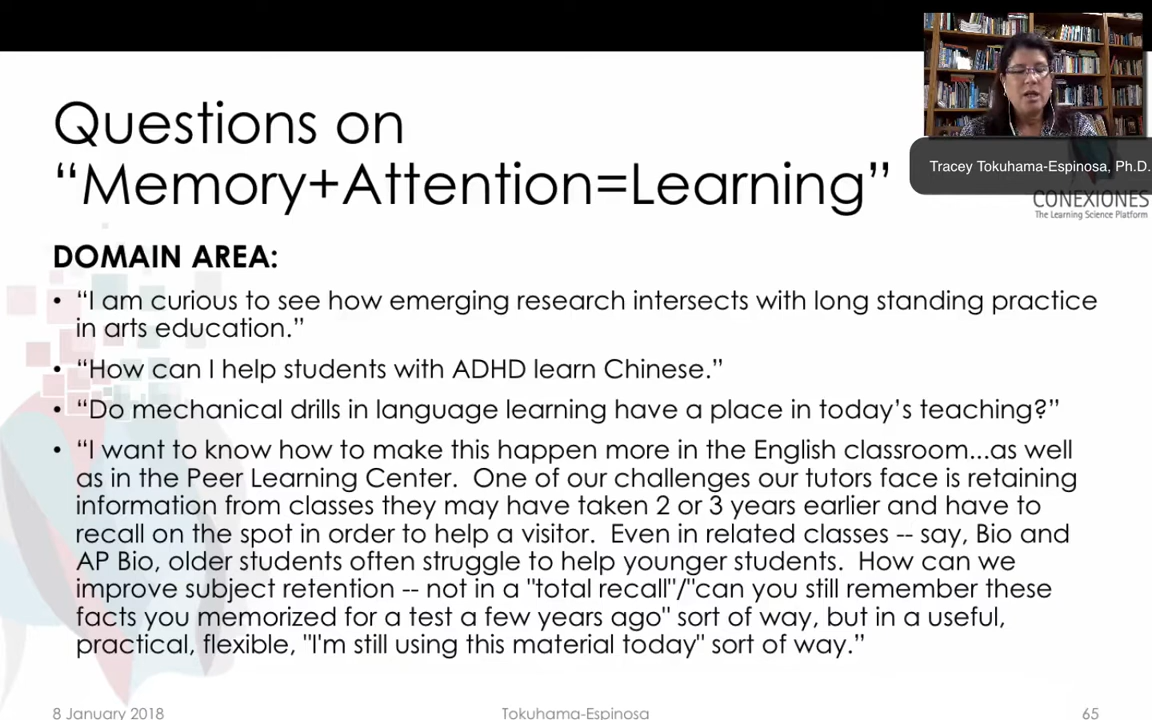 Tracey Tokuhama-Espinosa, Ph.D.
CONEXIONES
The Learning Science Platform
Questions on
“Memory+Attention=Learning”
DOMAIN AREA:
• “I am curious to see how emerging research intersects with long standing practice
in arts education.”
• “How can I help students with ADHD learn Chinese.”
• “Do mechanical drills in language learning have a place in today’s teaching?”
• “I want to know how to make this happen more in the English classroom...as well
as in the Peer Learning Center.  One of our challenges our tutors face is retaining
information from classes they may have taken 2 or 3 years earlier and have to
recall on the spot in order to help a visitor.  Even in related classes -- say, Bio and
AP Bio, older students often struggle to help younger students.  How can we
improve subject retention -- not in a "total recall"/"can you still remember these
facts you memorized for a test a few years ago" sort of way, but in a useful,
practical, flexible, "I'm still using this material today" sort of way.”
8 January 2018
Tokuhama-Espinosa
65